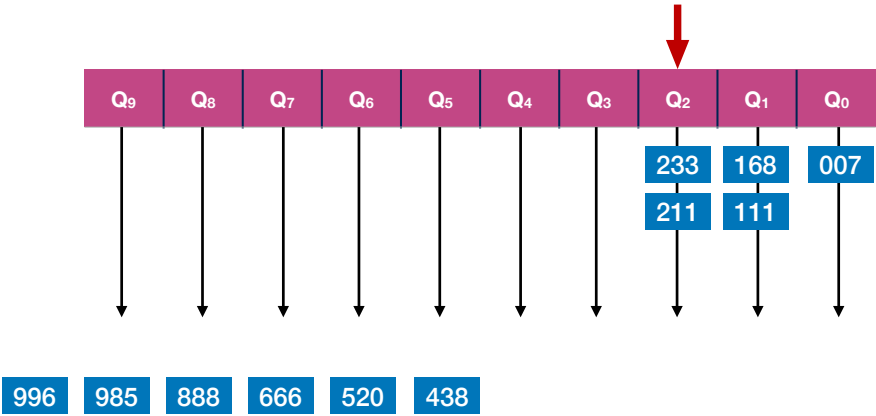 Q₉ Q₈ Q₇ Q₆ Q₅ Q₄ Q₃ Q₂ Q₁ Q₀
233 168 007
211 111
996 985 888 666 520 438